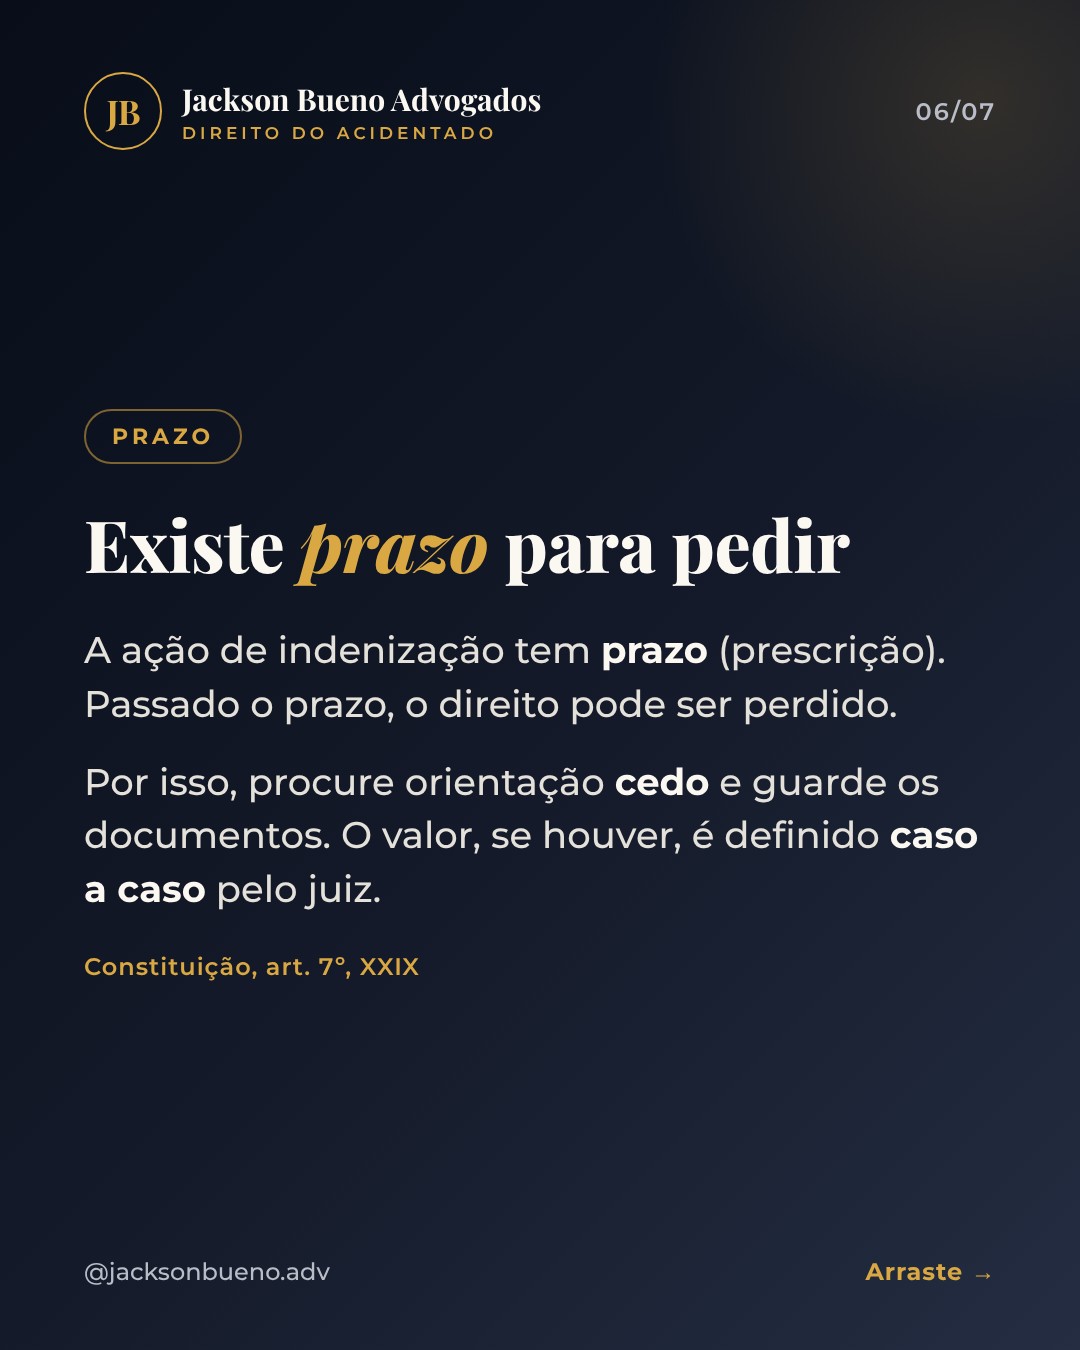 JB
Jackson Bueno Advogados
DIREITO DO ACIDENTADO
06/07
PRAZO
Existe prazo para pedir
A ação de indenização tem prazo (prescrição).
Passado o prazo, o direito pode ser perdido.
Por isso, procure orientação cedo e guarde os
documentos. O valor, se houver, é definido caso
a caso pelo juiz.
Constituição, art. 7º, XXIX
@jacksonbueno.adv
Arraste →